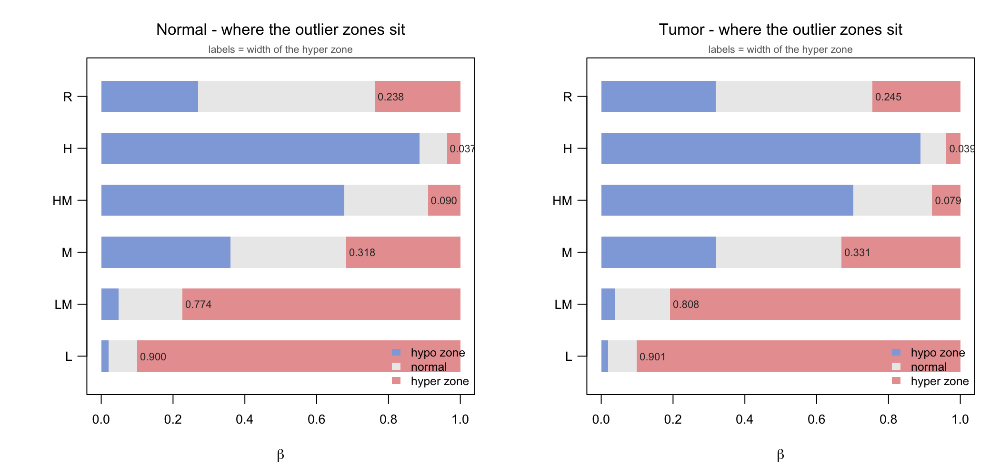 Normal - where the outlier zones sit
labels = width of the hyper zone
R
0.238
H
0.037
HM
0.090
M
0.318
LM
0.774
L
0.900
hypo zone
normal
hyper zone
0.0 0.2 0.4 0.6 0.8 1.0
β
Tumor - where the outlier zones sit
labels = width of the hyper zone
R
0.245
H
0.039
HM
0.079
M
0.331
LM
0.808
L
0.901
hypo zone
normal
hyper zone
0.0 0.2 0.4 0.6 0.8 1.0
β